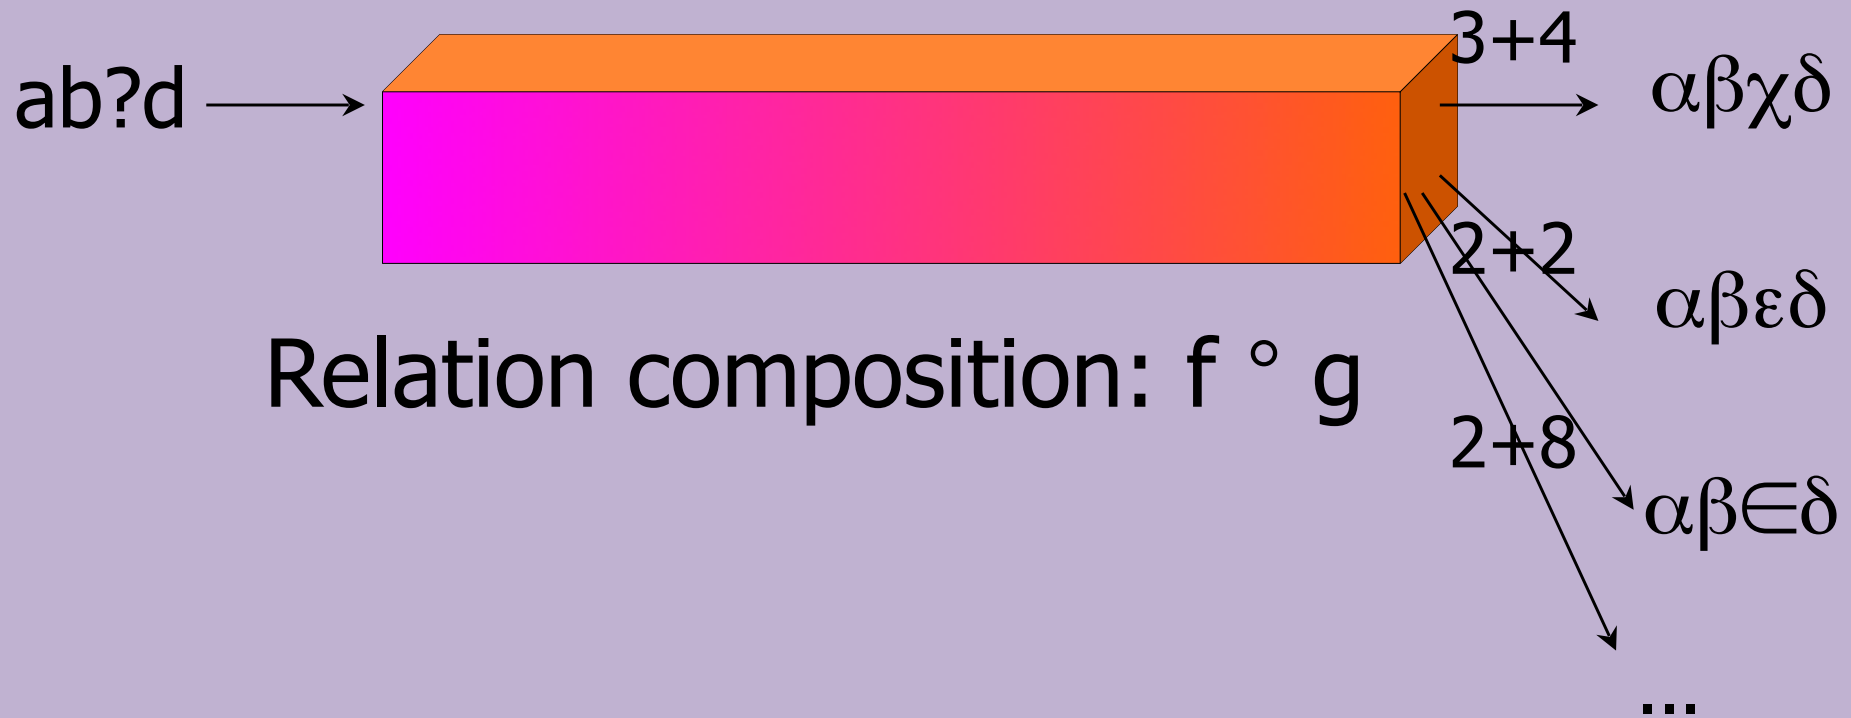 3+4
ab?d
αβχδ
2+2
αβεδ
Relation composition: f ° g
2+8
αβ∈δ
...